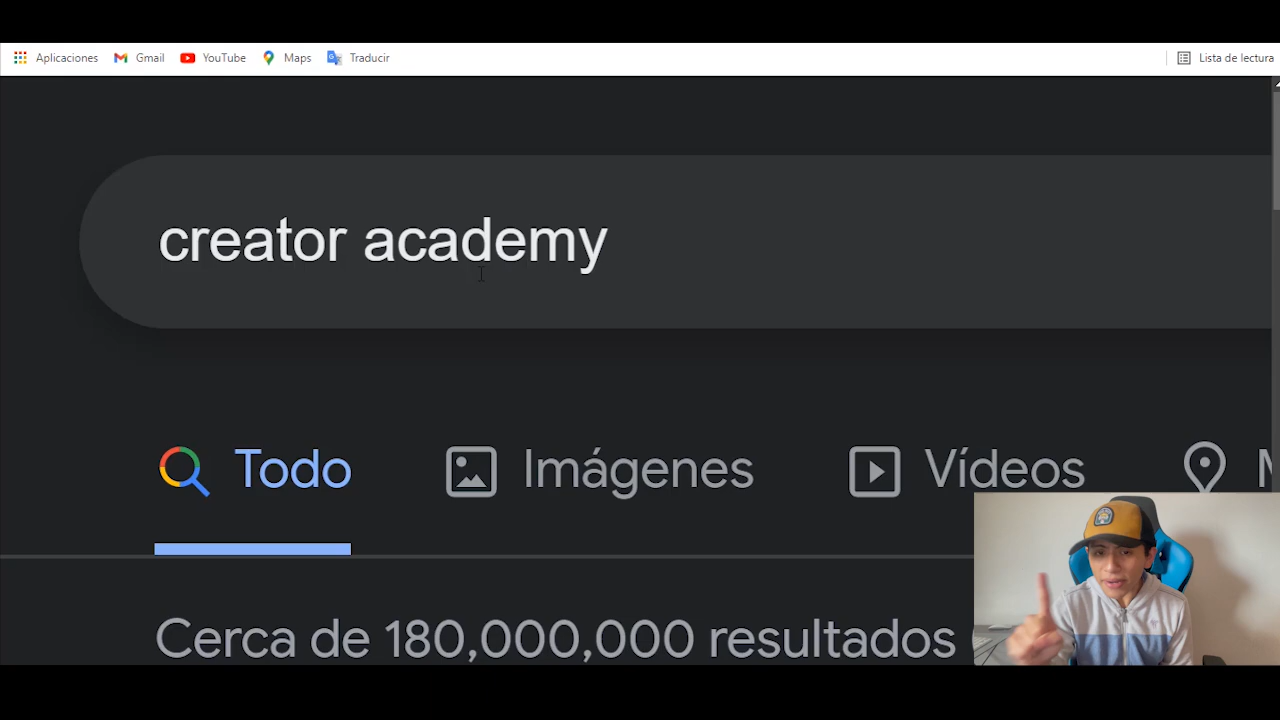 Aplicaciones Gmail YouTube Maps Traducir Lista de lectura
creator academy
Todo Imágenes Vídeos
Cerca de 180,000,000 resultados